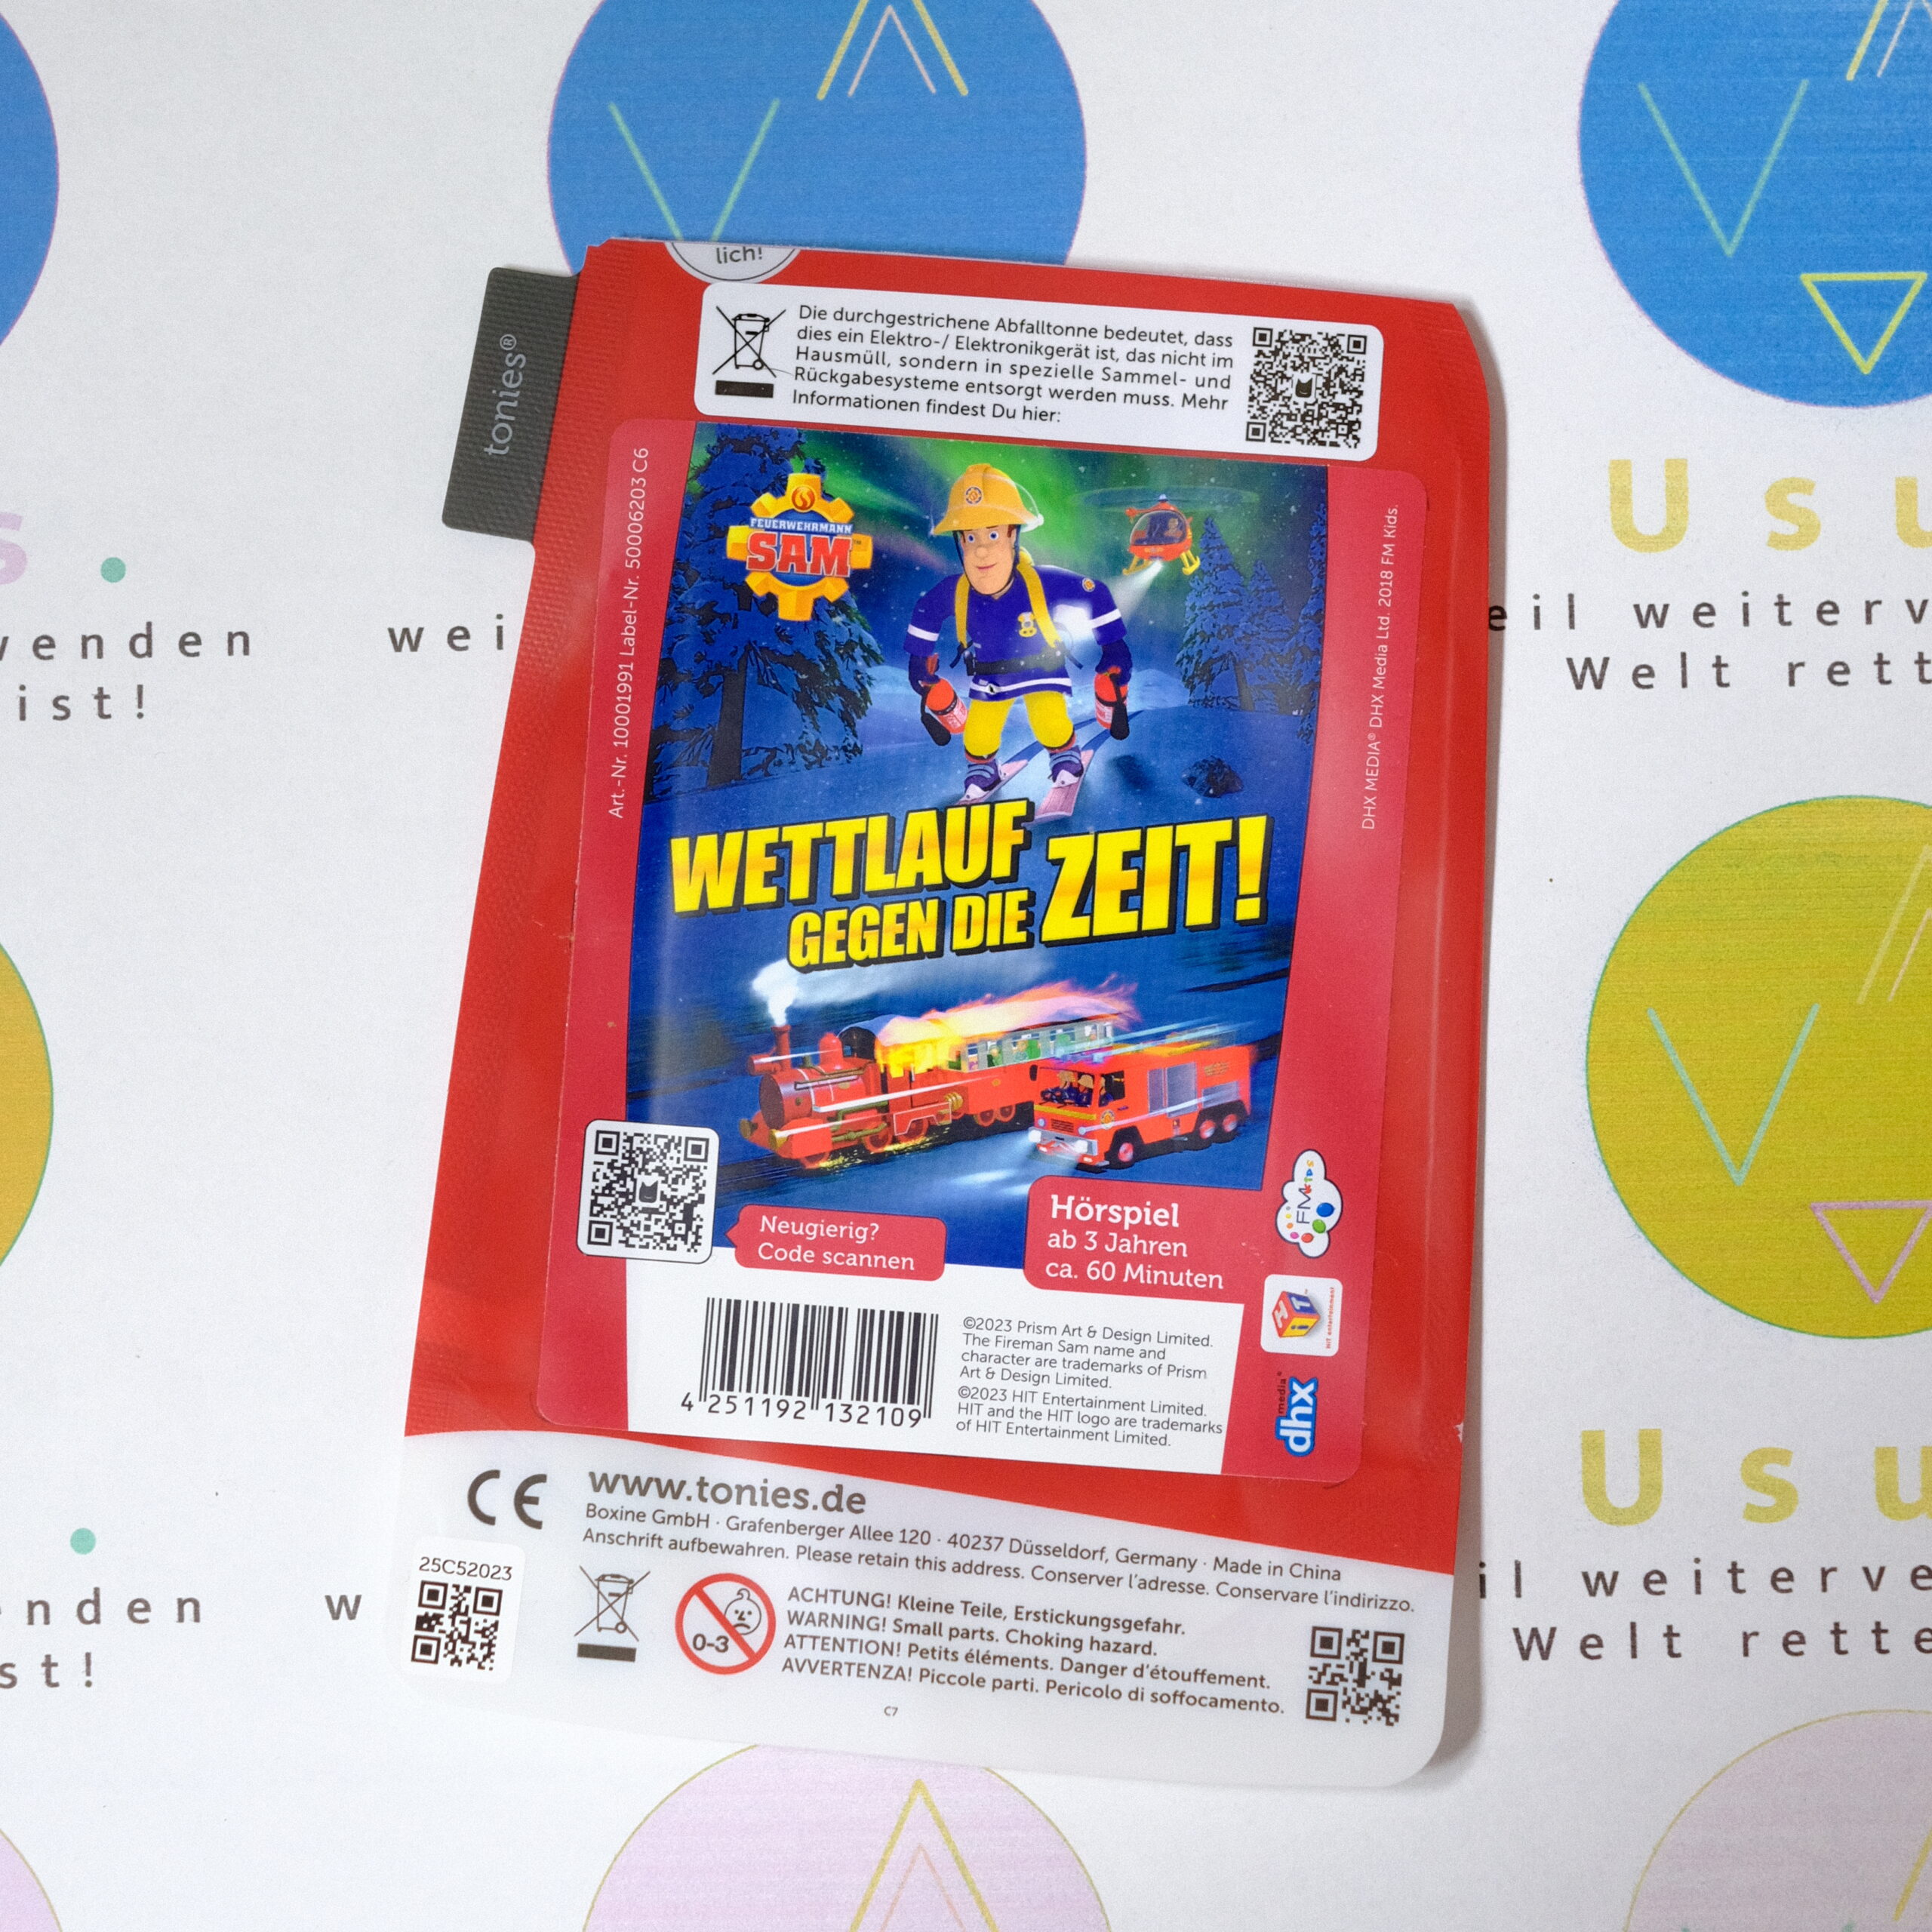 lich!
Die durchgestrichene Abfalltonne bedeutet, dass
dies ein Elektro-/ Elektronikgerät ist, das nicht im
Hausmüll, sondern in spezielle Sammel- und
Rückgabesysteme entsorgt werden muss. Mehr
Informationen findest Du hier:
tonies®
Art.-Nr. 10001991 Label-Nr. 50006203 C6
DHX MEDIA® DHX Media Ltd. 2018 FM Kids.
FEUERWEHRMANN
SAM™
WETTLAUF
GEGEN DIE ZEIT!
Neugierig?
Code scannen
Hörspiel
ab 3 Jahren
ca. 60 Minuten
FM Kids
HiT™
HiT entertainment
dhx media
4 251192 132109
©2023 Prism Art & Design Limited.
The Fireman Sam name and
character are trademarks of Prism
Art & Design Limited.
©2023 HIT Entertainment Limited.
HIT and the HIT logo are trademarks
of HIT Entertainment Limited.
CE
www.tonies.de
Boxine GmbH · Grafenberger Allee 120 · 40237 Düsseldorf, Germany · Made in China
Anschrift aufbewahren. Please retain this address. Conserver l'adresse. Conservare l'indirizzo.
25C52023
0-3
ACHTUNG! Kleine Teile, Erstickungsgefahr.
WARNING! Small parts. Choking hazard.
ATTENTION! Petits éléments. Danger d'étouffement.
AVVERTENZA! Piccole parti. Pericolo di soffocamento.
C7
s.
wenden wei
ist!
Usu
eil weiterv
Welt rett
Usu
il weiterve
Welt rette
enden w
st!